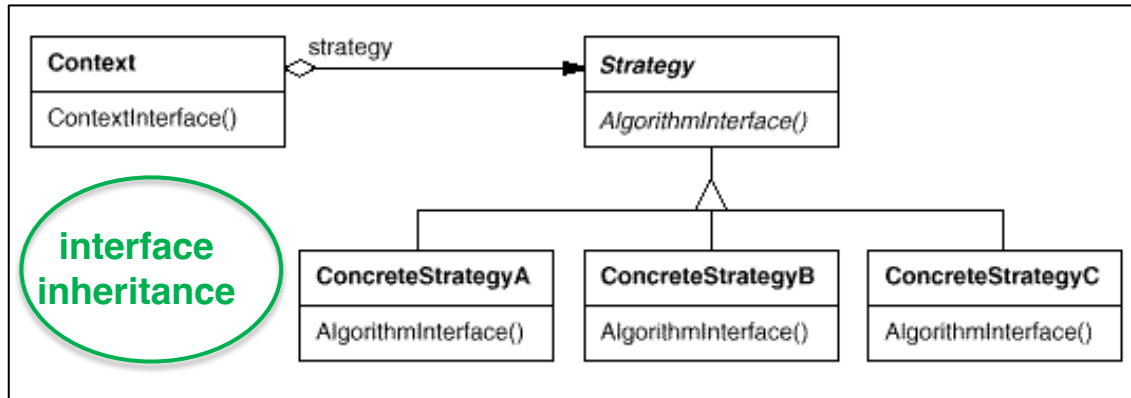 Context
ContextInterface()
strategy
Strategy
AlgorithmInterface()
interface
inheritance
ConcreteStrategyA
AlgorithmInterface()
ConcreteStrategyB
AlgorithmInterface()
ConcreteStrategyC
AlgorithmInterface()